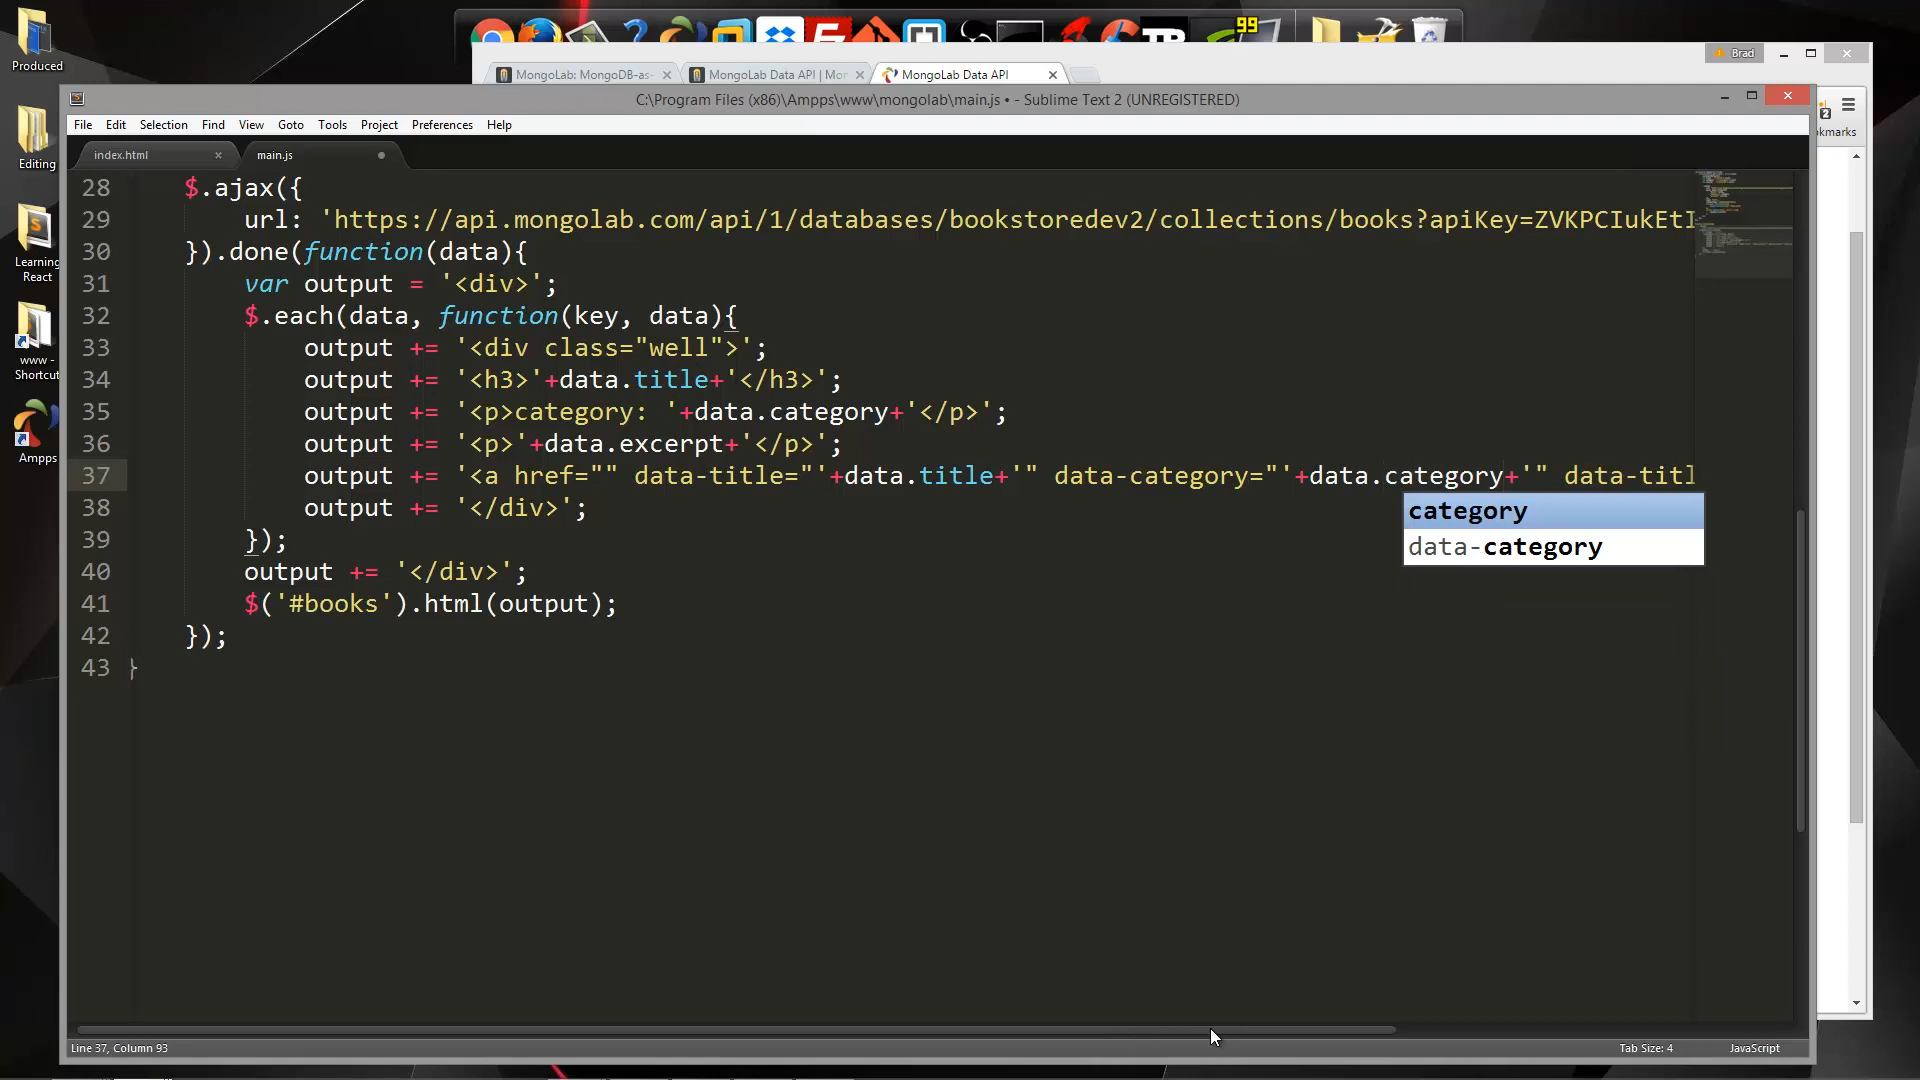 Produced
Editing
Learning
React
www -
Shortcut
Ampps
99
Brad
MongoLab: MongoDB-as-
MongoLab Data API | Mor
MongoLab Data API
2
kmarks
C:\Program Files (x86)\Ampps\www\mongolab\main.js • - Sublime Text 2 (UNREGISTERED)
File Edit Selection Find View Goto Tools Project Preferences Help
index.html
main.js
28 $.ajax({
29 url: 'https://api.mongolab.com/api/1/databases/bookstoredev2/collections/books?apiKey=ZVKPCIukEtI
30 }).done(function(data){
31 var output = '<div>';
32 $.each(data, function(key, data){
33 output += '<div class="well">';
34 output += '<h3>'+data.title+'</h3>';
35 output += '<p>category: '+data.category+'</p>';
36 output += '<p>'+data.excerpt+'</p>';
37 output += '<a href="" data-title="'+data.title+'" data-category="'+data.category+'" data-titl
38 output += '</div>';
39 });
40 output += '</div>';
41 $('#books').html(output);
42 });
43 }
category
data-category
Line 37, Column 93
Tab Size: 4
JavaScript